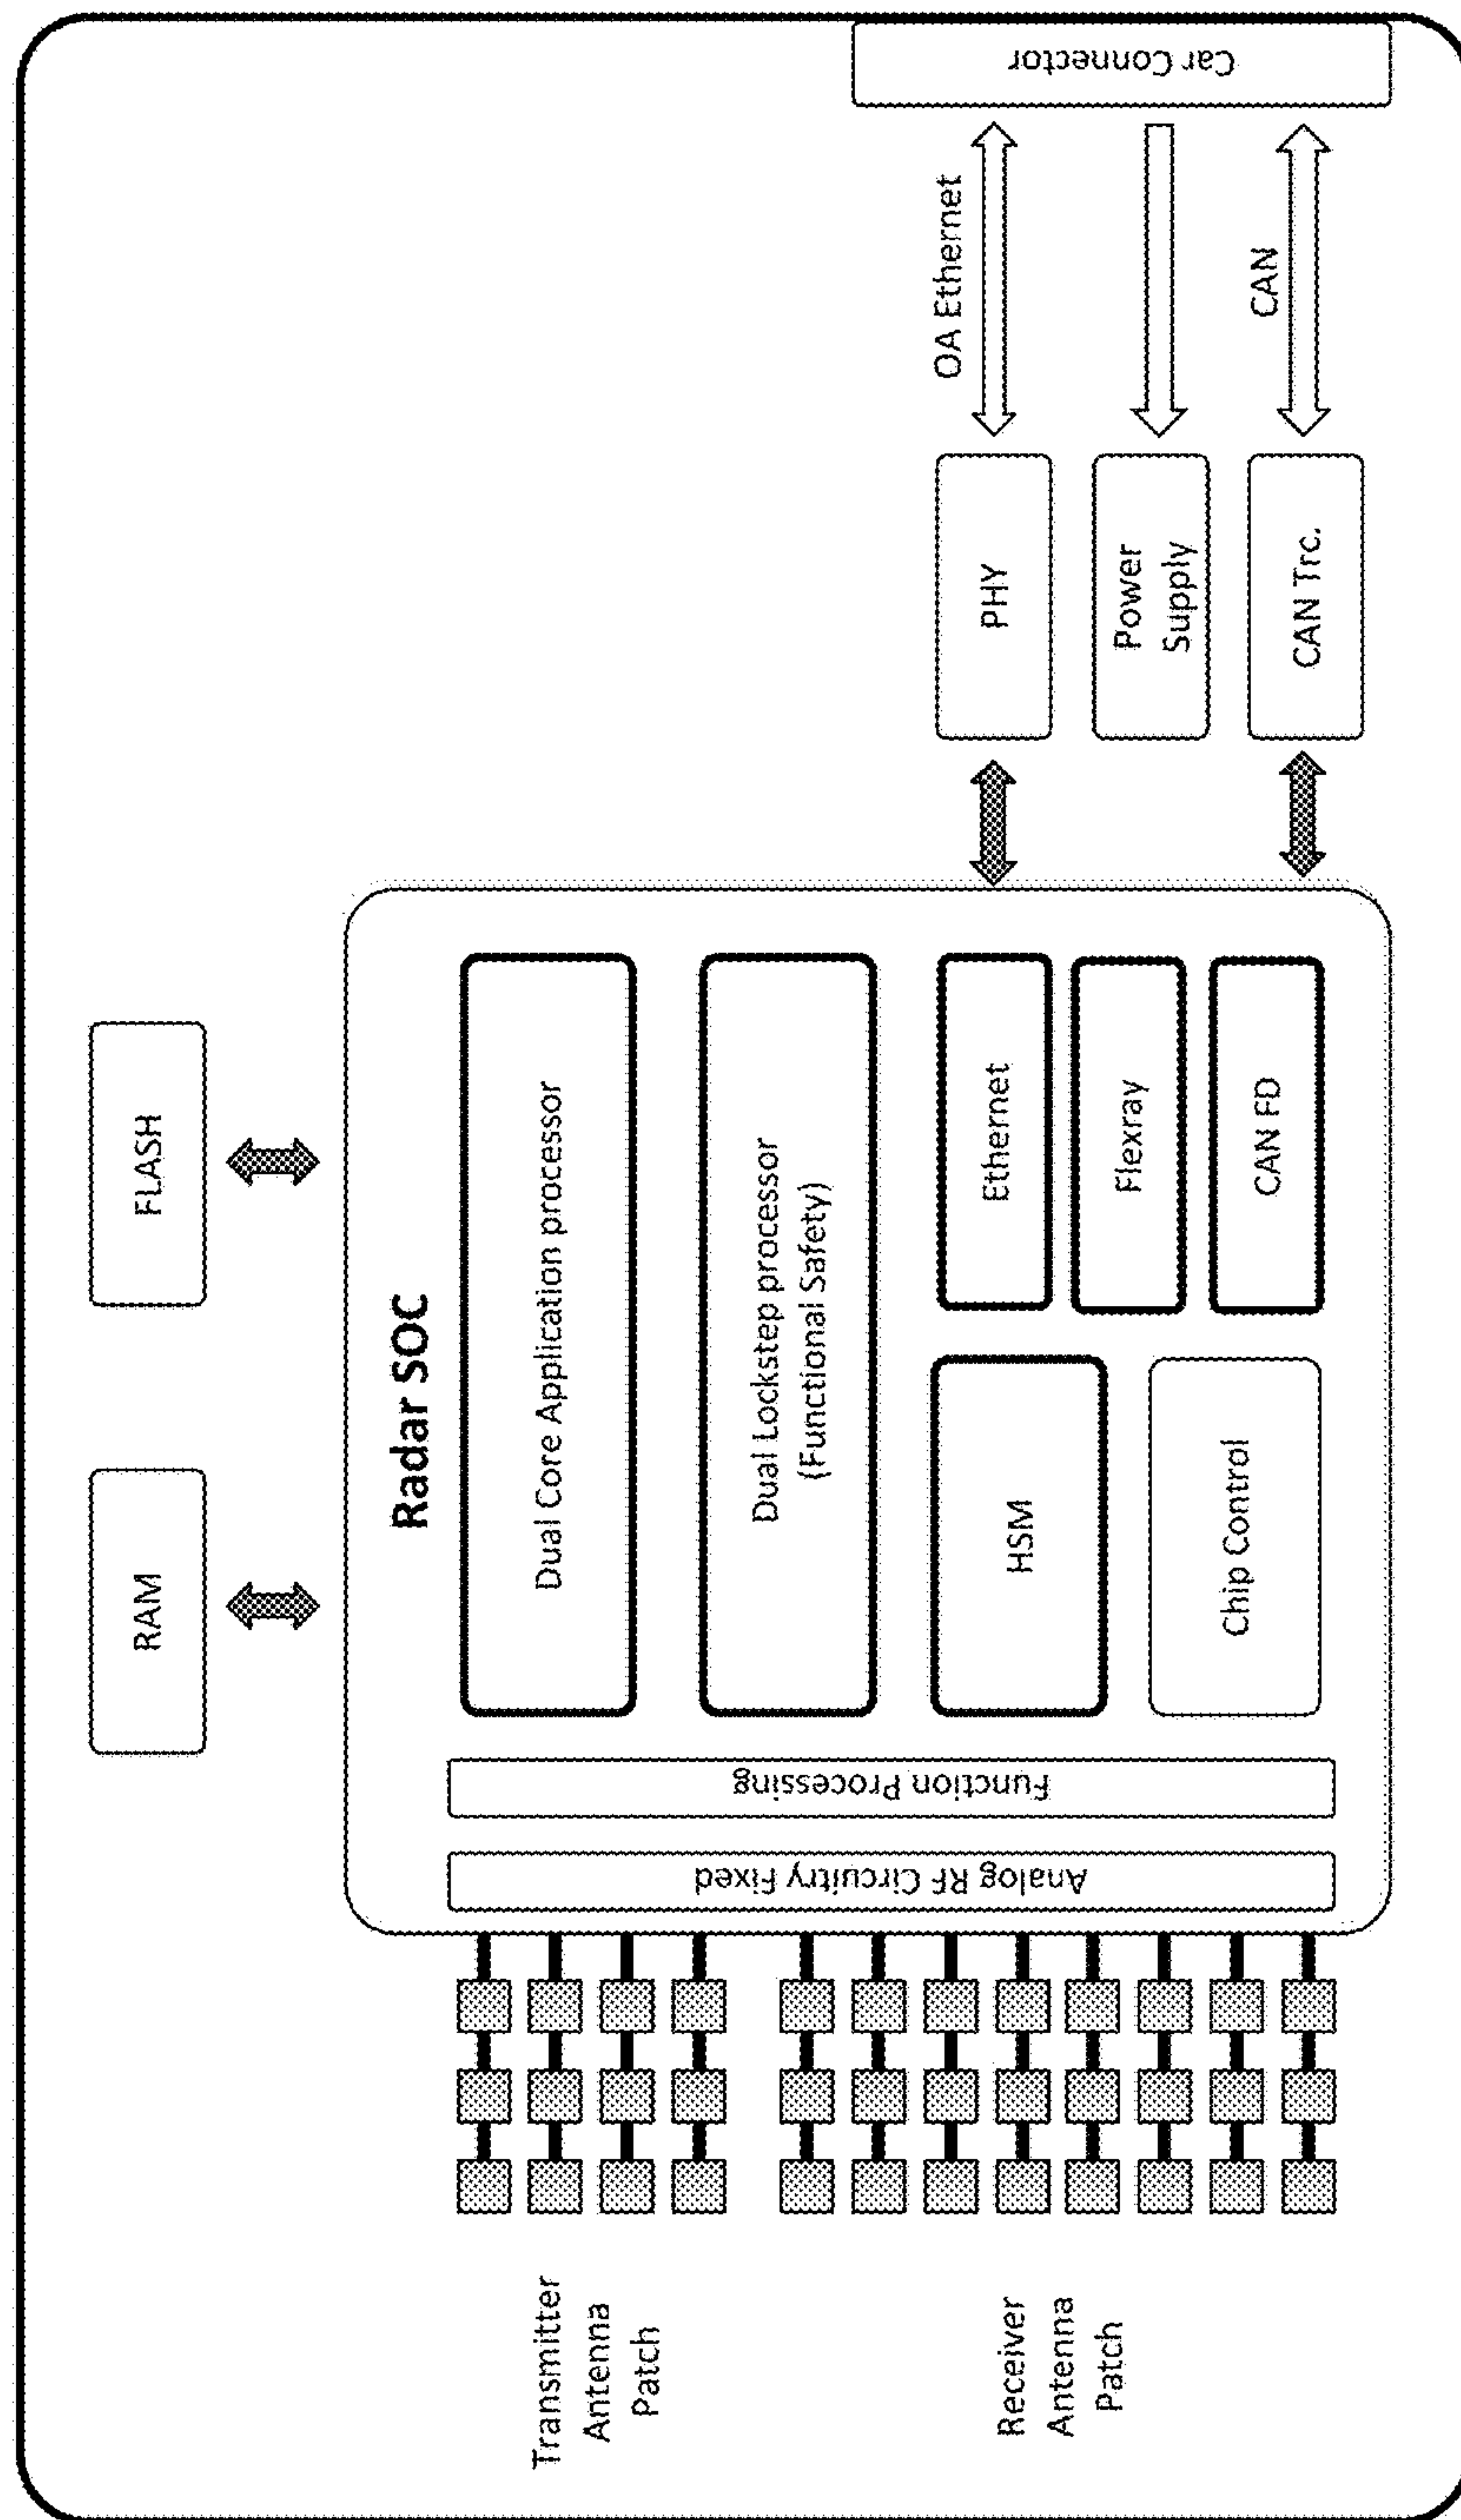 RAM
FLASH
Radar SOC
Transmitter
Antenna
Patch
Receiver
Antenna
Patch
Analog RF Circuitry Fixed
Function Processing
Dual Core Application processor
Dual Lockstep processor
(Functional Safety)
HSM
Chip Control
Ethernet
Flexray
CAN FD
PHY
Power
Supply
CAN Trc.
OA Ethernet
CAN
Car Connector